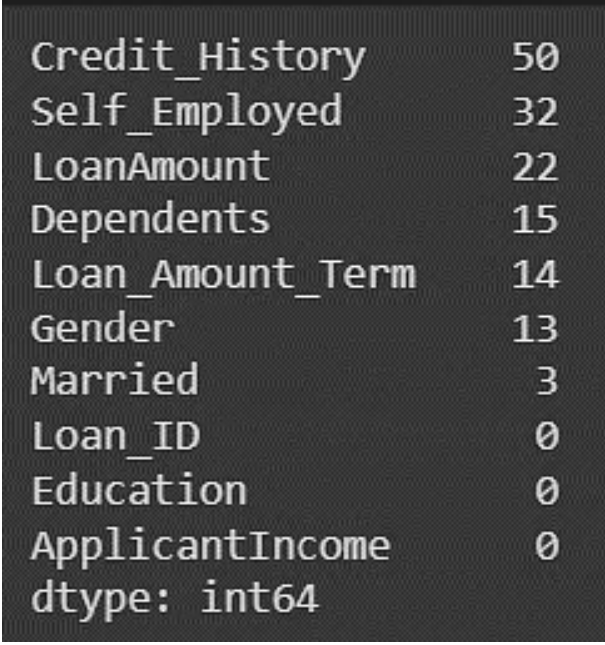 Credit_History 50
Self_Employed 32
LoanAmount 22
Dependents 15
Loan_Amount_Term 14
Gender 13
Married 3
Loan_ID 0
Education 0
ApplicantIncome 0
dtype: int64